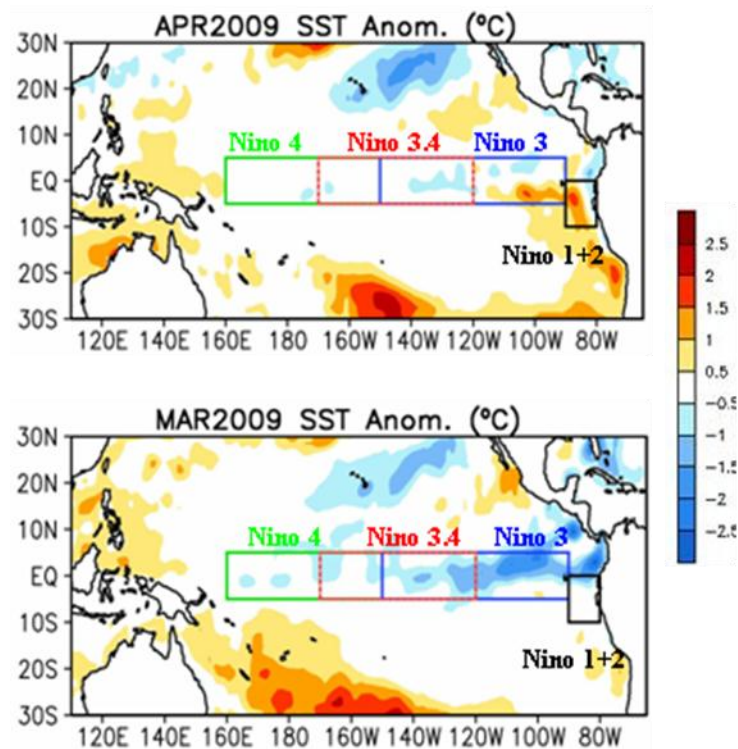 APR2009 SST Anom. (ºC)
30N
20N
10N
EQ
10S
20S
30S
Nino 4
Nino 3.4
Nino 3
Nino 1+2
120E 140E 160E 180 160W 140W 120W 100W 80W
2.5
2
1.5
1
0.5
-0.5
-1
-1.5
-2
-2.5
MAR2009 SST Anom. (ºC)
30N
20N
10N
EQ
10S
20S
30S
Nino 4
Nino 3.4
Nino 3
Nino 1+2
120E 140E 160E 180 160W 140W 120W 100W 80W